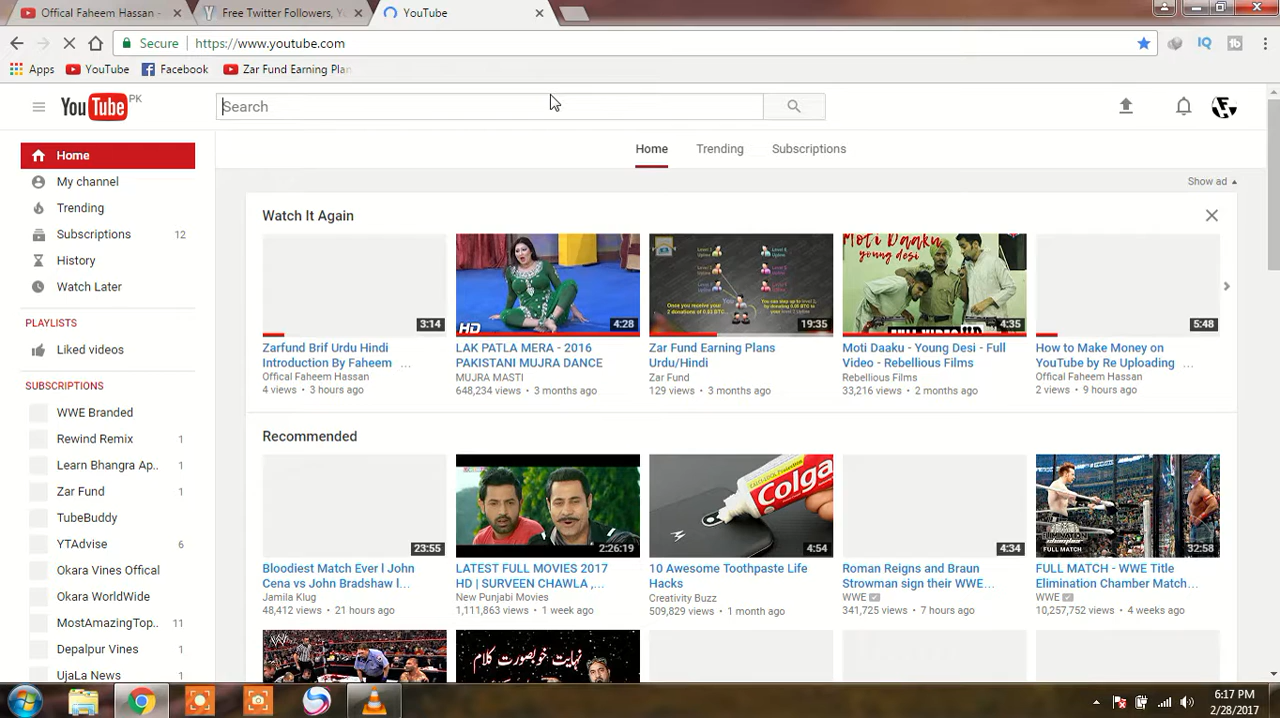 Offical Faheem Hassan -
Free Twitter Followers, Y
YouTube
Secure
https://www.youtube.com
Apps
YouTube
Facebook
Zar Fund Earning Plan
YouTube PK
Search
Home
My channel
Trending
Subscriptions 12
History
Watch Later
PLAYLISTS
Liked videos
SUBSCRIPTIONS
WWE Branded
Rewind Remix 1
Learn Bhangra Ap.. 1
Zar Fund 1
TubeBuddy
YTAdvise 6
Okara Vines Offical
Okara WorldWide
MostAmazingTop.. 11
Depalpur Vines 1
UjaLa News 1
Home
Trending
Subscriptions
Show ad
Watch It Again
3:14
Zarfund Brif Urdu Hindi
Introduction By Faheem ...
Offical Faheem Hassan
4 views • 3 hours ago
HD
4:28
LAK PATLA MERA - 2016
PAKISTANI MUJRA DANCE
MUJRA MASTI
648,234 views • 3 months ago
19:35
Zar Fund Earning Plans
Urdu/Hindi
Zar Fund
129 views • 3 months ago
Moti Daaku
young desi
FULL VIDEO
4:35
Moti Daaku - Young Desi - Full
Video - Rebellious Films
Rebellious Films
33,216 views • 2 months ago
5:48
How to Make Money on
YouTube by Re Uploading ...
Offical Faheem Hassan
2 views • 9 hours ago
Recommended
23:55
Bloodiest Match Ever l John
Cena vs John Bradshaw l...
Jamila Klug
48,412 views • 21 hours ago
2:26:19
LATEST FULL MOVIES 2017
HD | SURVEEN CHAWLA ,...
New Punjabi Movies
1,111,863 views • 1 week ago
Colga
4:54
10 Awesome Toothpaste Life
Hacks
Creativity Buzz
509,829 views • 1 month ago
4:34
Roman Reigns and Braun
Strowman sign their WWE...
WWE
341,725 views • 7 hours ago
FULL MATCH
32:58
FULL MATCH - WWE Title
Elimination Chamber Match...
WWE
10,257,752 views • 4 weeks ago
نہایت خوبصورت کلام
6:17 PM
2/28/2017